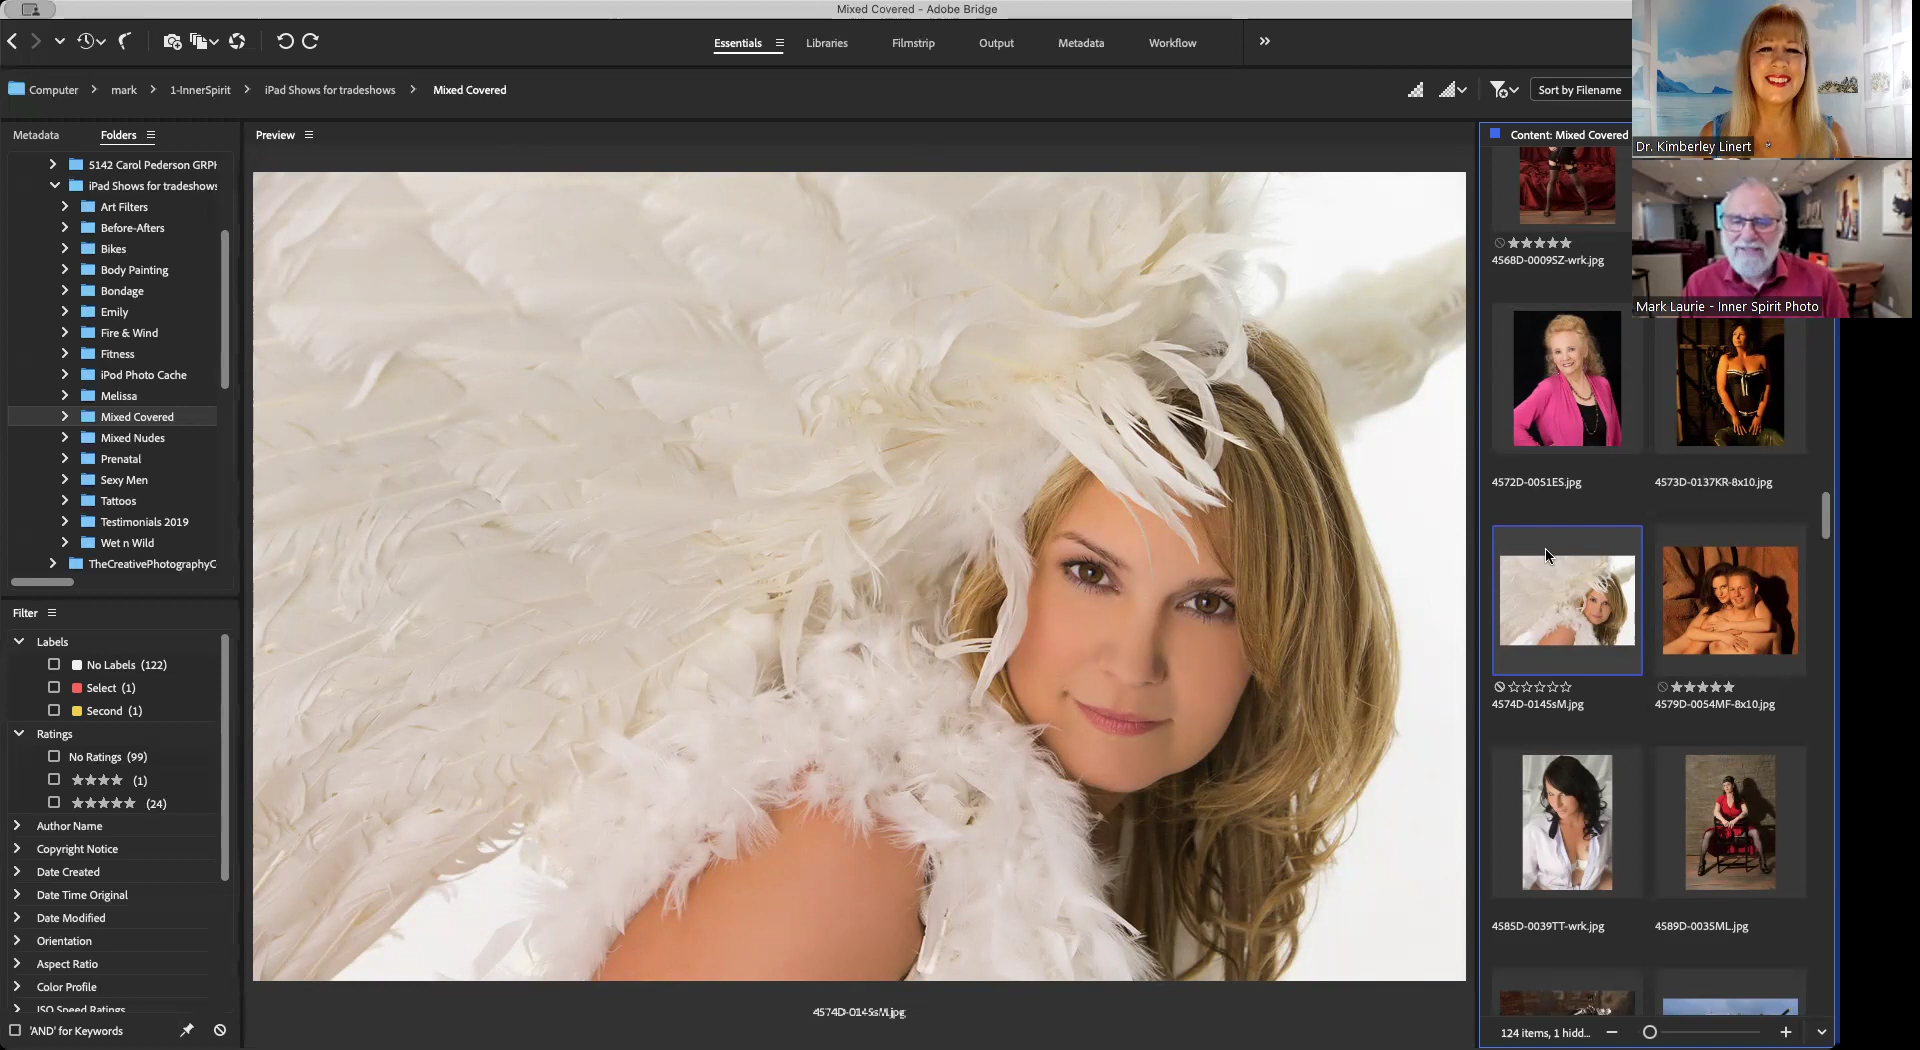 Mixed Covered - Adobe Bridge
Essentials
Libraries
Filmstrip
Output
Metadata
Workflow
Computer
mark
1-InnerSpirit
iPad Shows for tradeshows
Mixed Covered
Sort by Filename
Metadata
Folders
5142 Carol Pederson GRPH
iPad Shows for tradeshows
Art Filters
Before-Afters
Bikes
Body Painting
Bondage
Emily
Fire & Wind
Fitness
iPod Photo Cache
Melissa
Mixed Covered
Mixed Nudes
Prenatal
Sexy Men
Tattoos
Testimonials 2019
Wet n Wild
TheCreativePhotographyC
Filter
Labels
No Labels (122)
Select (1)
Second (1)
Ratings
No Ratings (99)
(1)
(24)
Author Name
Copyright Notice
Date Created
Date Time Original
Date Modified
Orientation
Aspect Ratio
Color Profile
ISO Speed Ratings
'AND' for Keywords
Preview
4574D-0145sM.jpg
Content: Mixed Covered
4568D-0009SZ-wrk.jpg
4572D-0051ES.jpg
4573D-0137KR-8x10.jpg
4574D-0145sM.jpg
4579D-0054MF-8x10.jpg
4585D-0039TT-wrk.jpg
4589D-0035ML.jpg
124 items, 1 hidd...
Dr. Kimberley Linert
Mark Laurie - Inner Spirit Photo